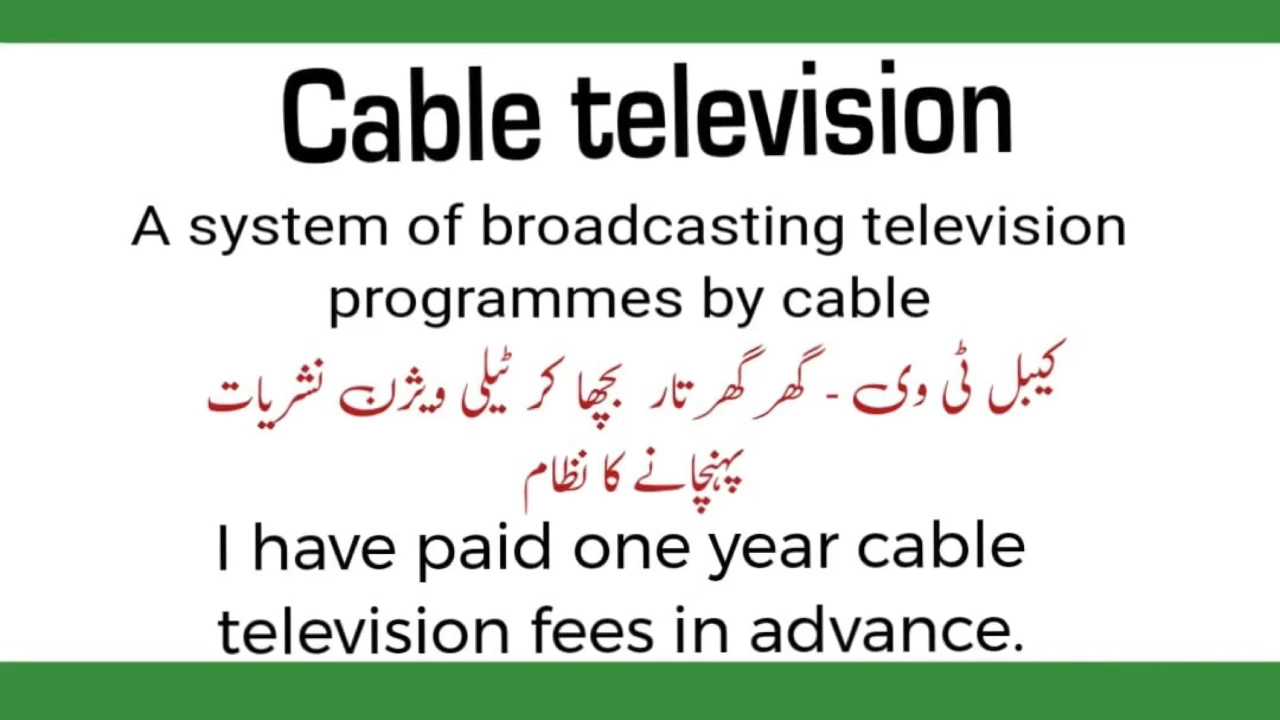 Cable television
A system of broadcasting television
programmes by cable
کیبل ٹی وی - گھر گھر تار بچھا کر ٹیلی ویژن نشریات
پہنچانے کا نظام
I have paid one year cable
television fees in advance.